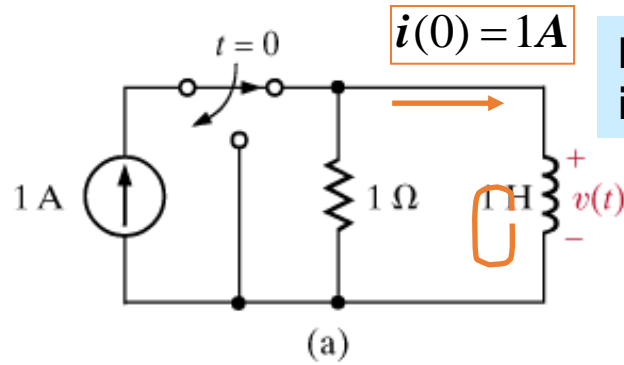 i(0) = 1A
t = 0
1 A
1 Ω
1 H
+
v(t)
−
(a)